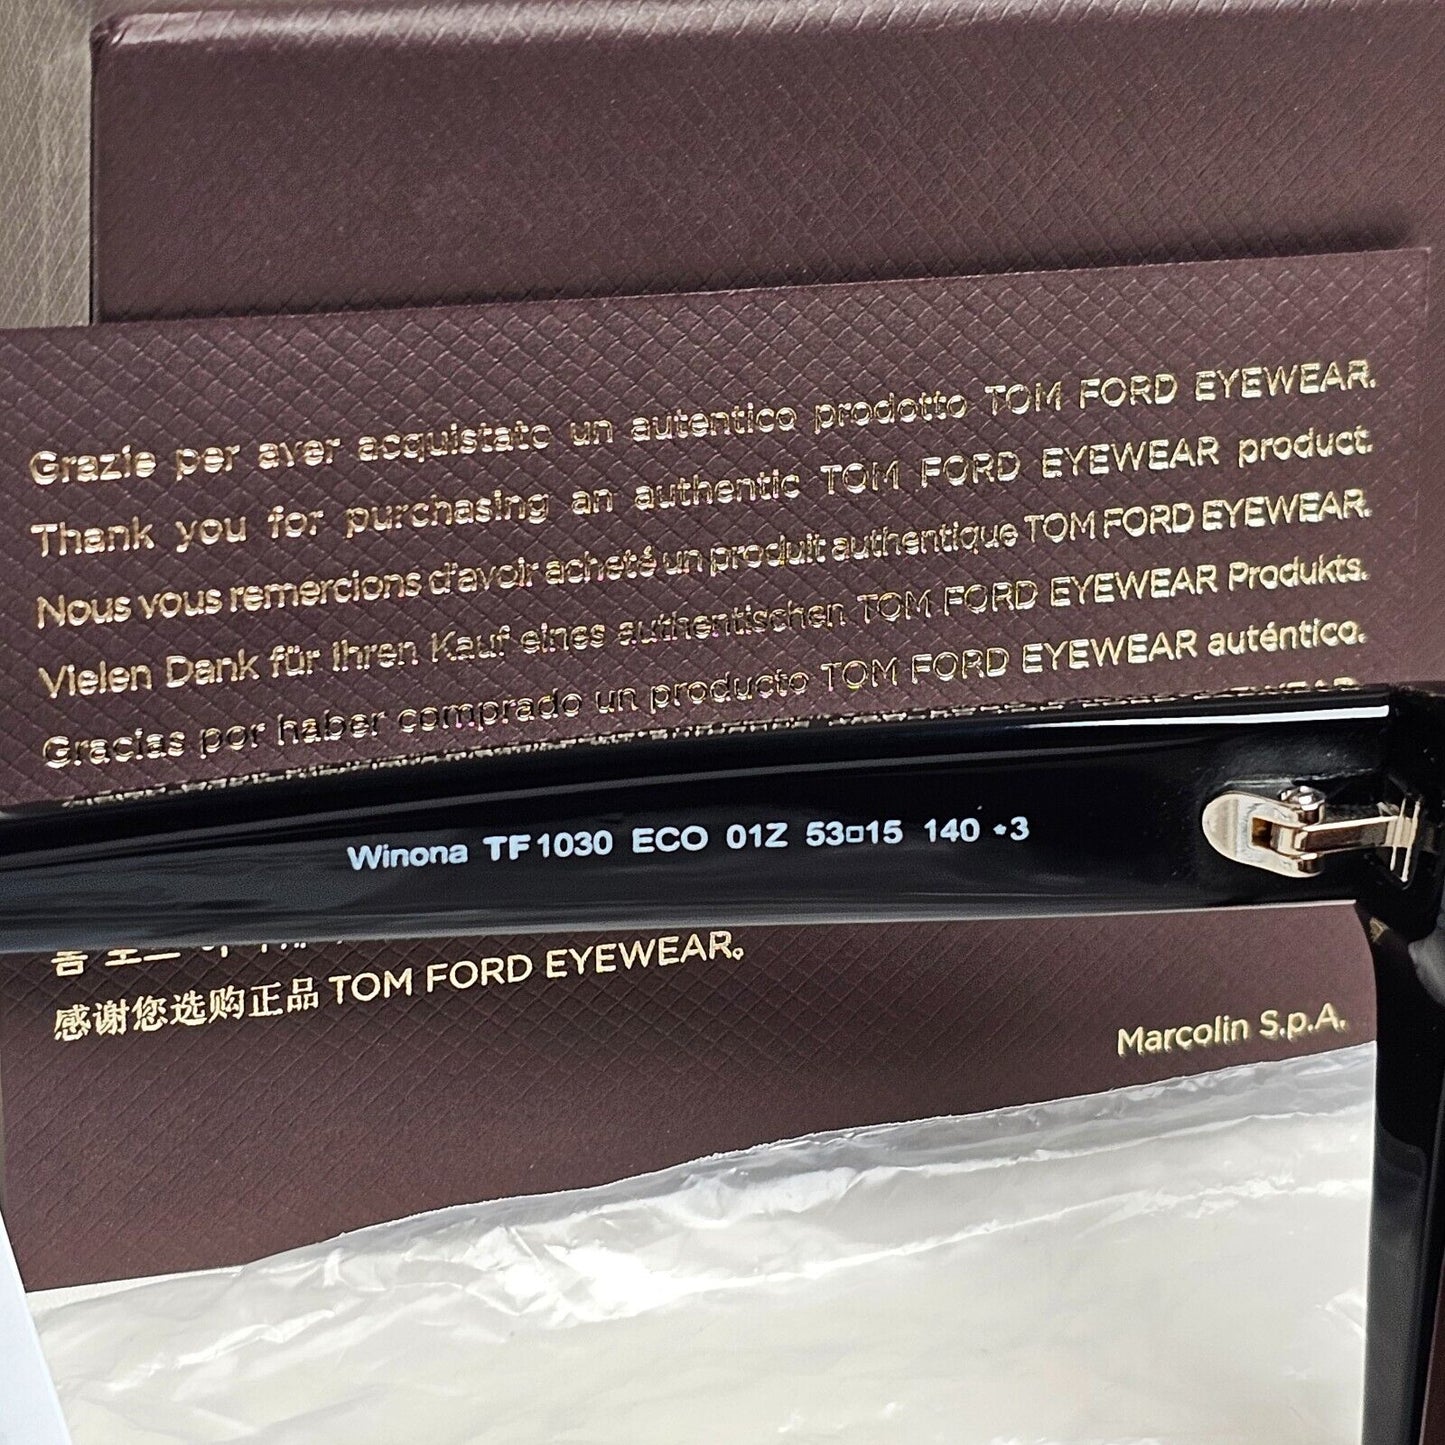 Grazie per aver acquistato un autentico prodotto TOM FORD EYEWEAR.
Thank you for purchasing an authentic TOM FORD EYEWEAR product.
Nous vous remercions d'avoir acheté un produit authentique TOM FORD EYEWEAR.
Vielen Dank für Ihren Kauf eines authentischen TOM FORD EYEWEAR Produkts.
Gracias por haber comprado un producto TOM FORD EYEWEAR auténtico.
Winona TF1030 ECO 01Z 53□15 140 *3
感谢您选购正品 TOM FORD EYEWEAR。
Marcolin S.p.A.